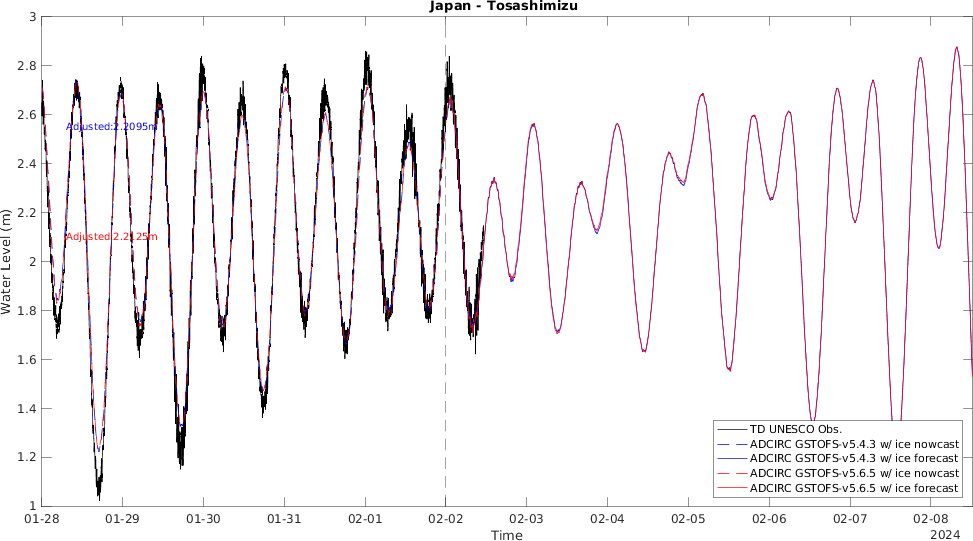 Japan - Tosashimizu
Water Level (m)
3
2.8
2.6
2.4
2.2
2
1.8
1.6
1.4
1.2
1
Adjusted:2.2095m
Adjusted:2.2125m
TD UNESCO Obs.
ADCIRC GSTOFS-v5.4.3 w/ ice nowcast
ADCIRC GSTOFS-v5.4.3 w/ ice forecast
ADCIRC GSTOFS-v5.6.5 w/ ice nowcast
ADCIRC GSTOFS-v5.6.5 w/ ice forecast
01-28 01-29 01-30 01-31 02-01 02-02 02-03 02-04 02-05 02-06 02-07 02-08
Time
2024